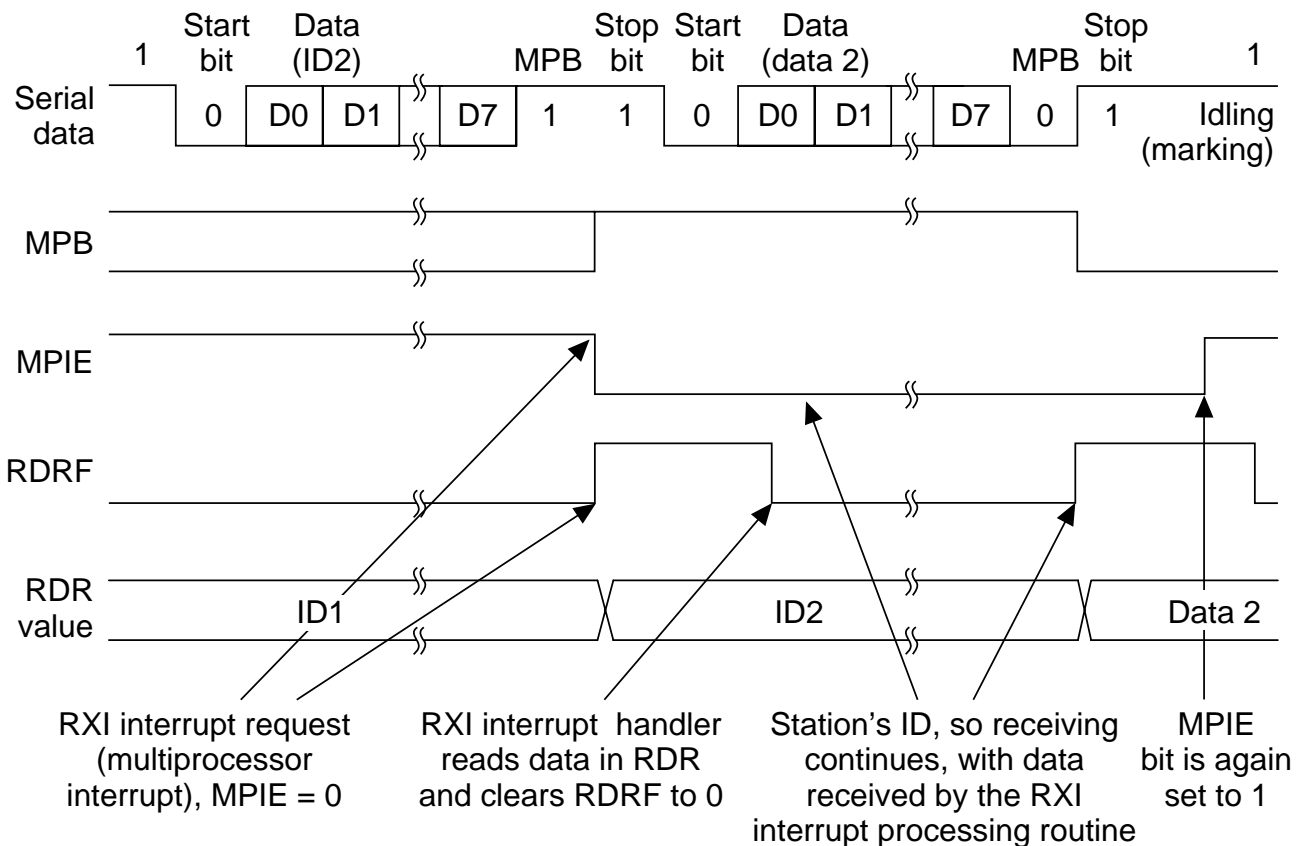 Start Data Stop Start Data Stop
1 bit (ID2) MPB bit bit (data 2) MPB bit 1
Serial data 0 D0 D1 D7 1 1 0 D0 D1 D7 0 1 Idling (marking)
MPB
MPIE
RDRF
RDR value ID1 ID2 Data 2
RXI interrupt request
(multiprocessor
interrupt), MPIE = 0
RXI interrupt handler
reads data in RDR
and clears RDRF to 0
Station's ID, so receiving
continues, with data
received by the RXI
interrupt processing routine
MPIE
bit is again
set to 1